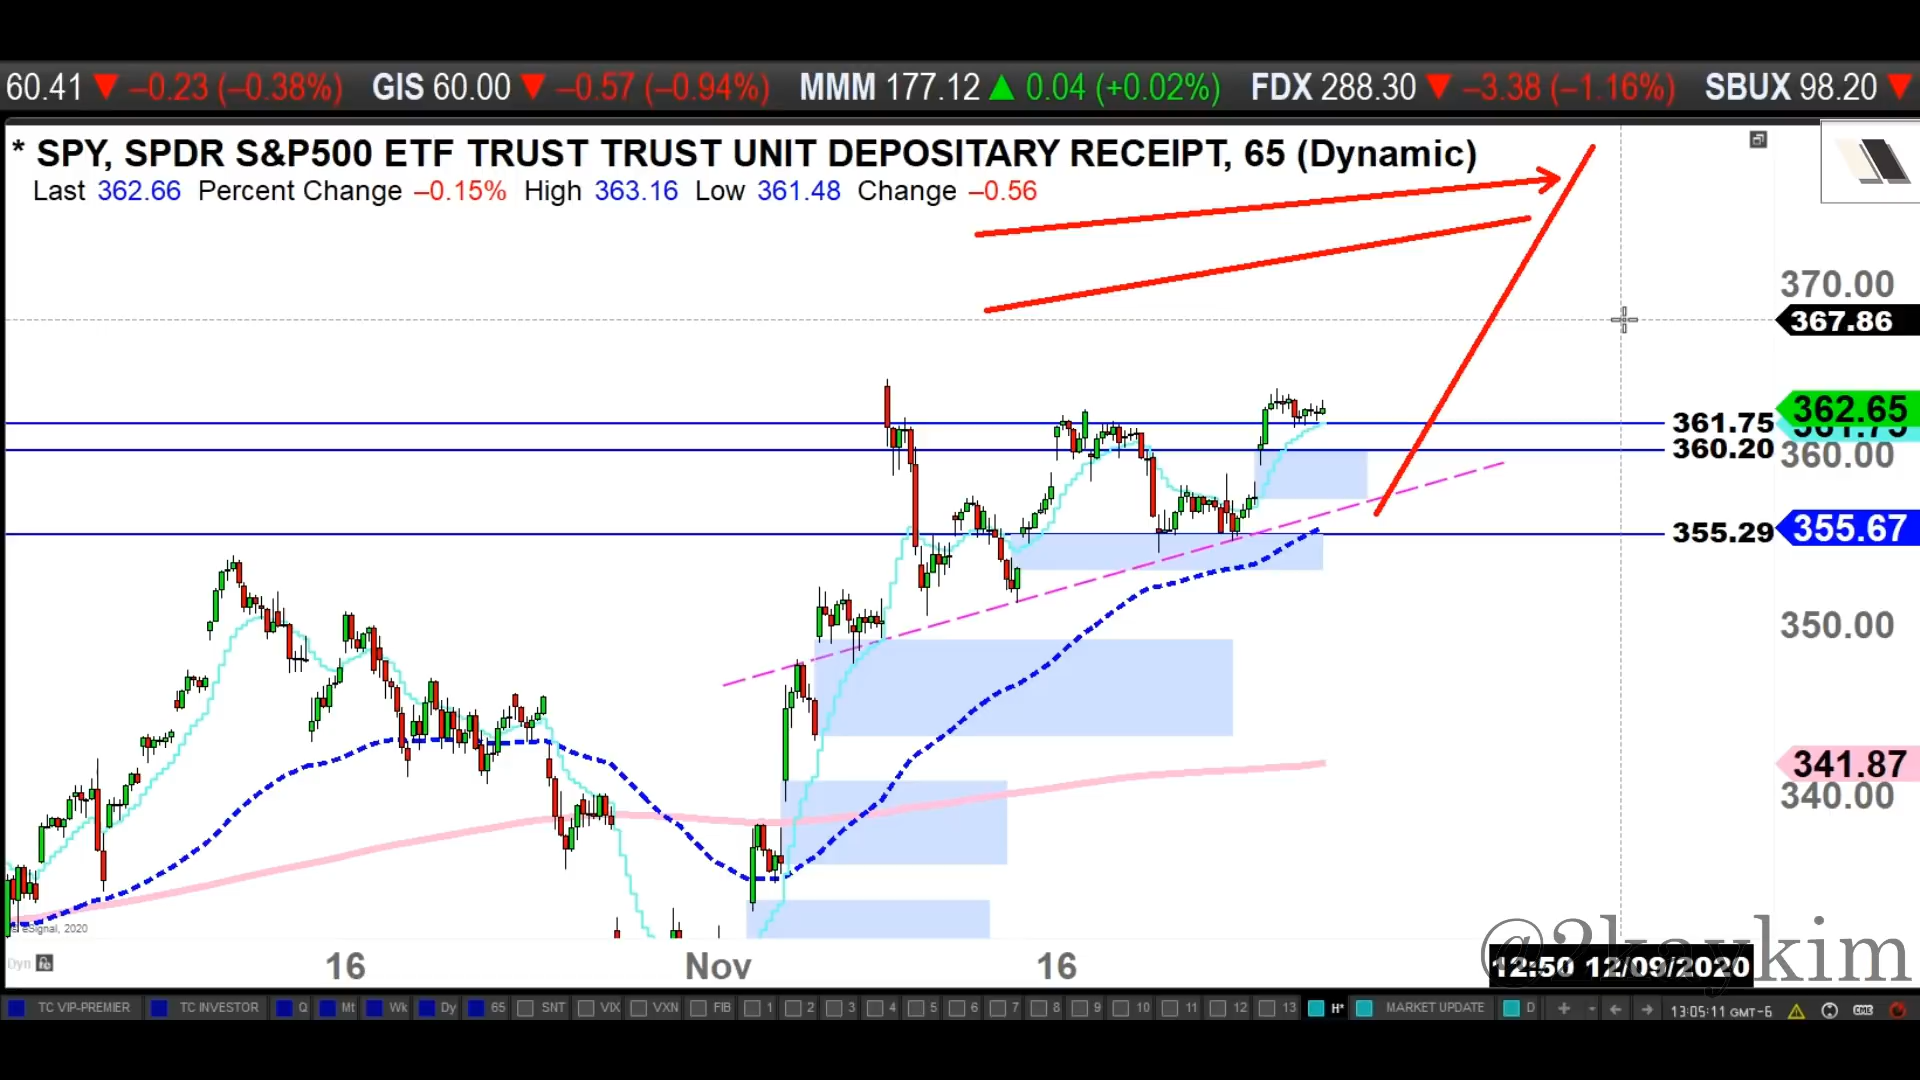 60.41 ▼ –0.23 (–0.38%) GIS 60.00 ▼ –0.57 (–0.94%) MMM 177.12 ▲ 0.04 (+0.02%) FDX 288.30 ▼ –3.38 (–1.16%) SBUX 98.20 ▼
* SPY, SPDR S&P500 ETF TRUST TRUST UNIT DEPOSITARY RECEIPT, 65 (Dynamic)
Last 362.66 Percent Change –0.15% High 363.16 Low 361.48 Change –0.56
370.00
367.86
362.65
361.75 361.75
360.20 360.00
355.29 355.67
350.00
341.87
340.00
eSignal, 2020
@2kaykim
Dyn 16 Nov 16 12:50 12/09/2020
TC VIP-PREMIER TC INVESTOR Q Mt Wk Dy 65 SNT VIX VXN FIB 1 2 3 4 5 6 7 8 9 10 11 12 13 H* MARKET UPDATE D 13:05:11 GMT-6